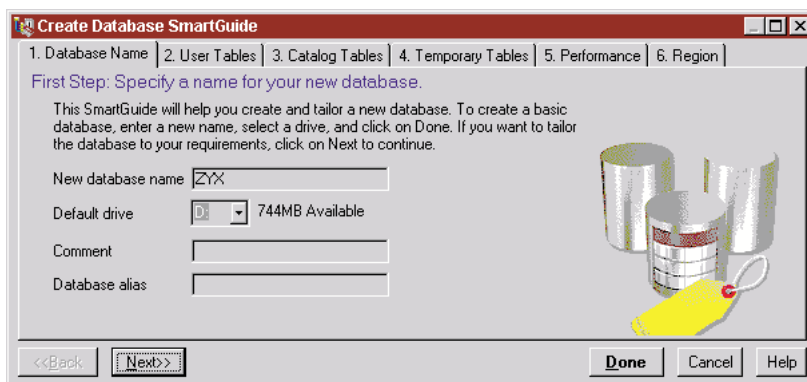 Create Database SmartGuide
1. Database Name 2. User Tables 3. Catalog Tables 4. Temporary Tables 5. Performance 6. Region
First Step: Specify a name for your new database.
This SmartGuide will help you create and tailor a new database. To create a basic
database, enter a new name, select a drive, and click on Done. If you want to tailor
the database to your requirements, click on Next to continue.
New database name ZYX
Default drive D: 744MB Available
Comment
Database alias
<<Back Next>> Done Cancel Help